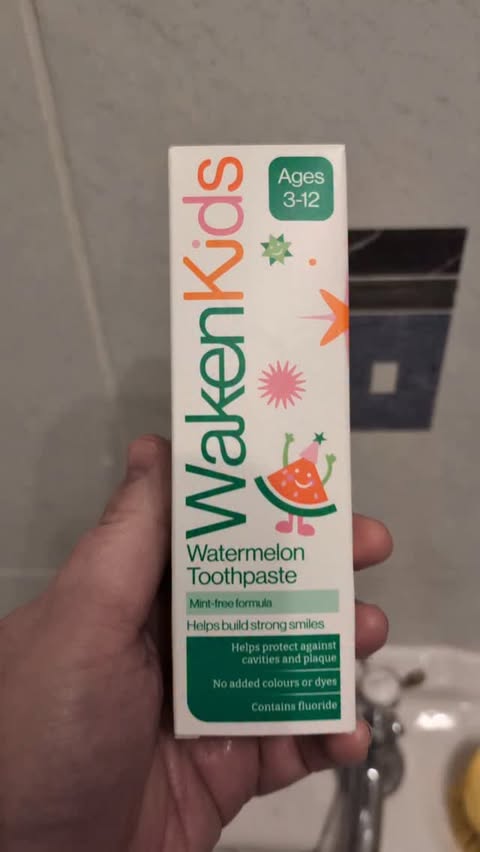 WakenKids
Ages
3-12
Watermelon
Toothpaste
Mint-free formula
Helps build strong smiles
Helps protect against
cavities and plaque
No added colours or dyes
Contains fluoride